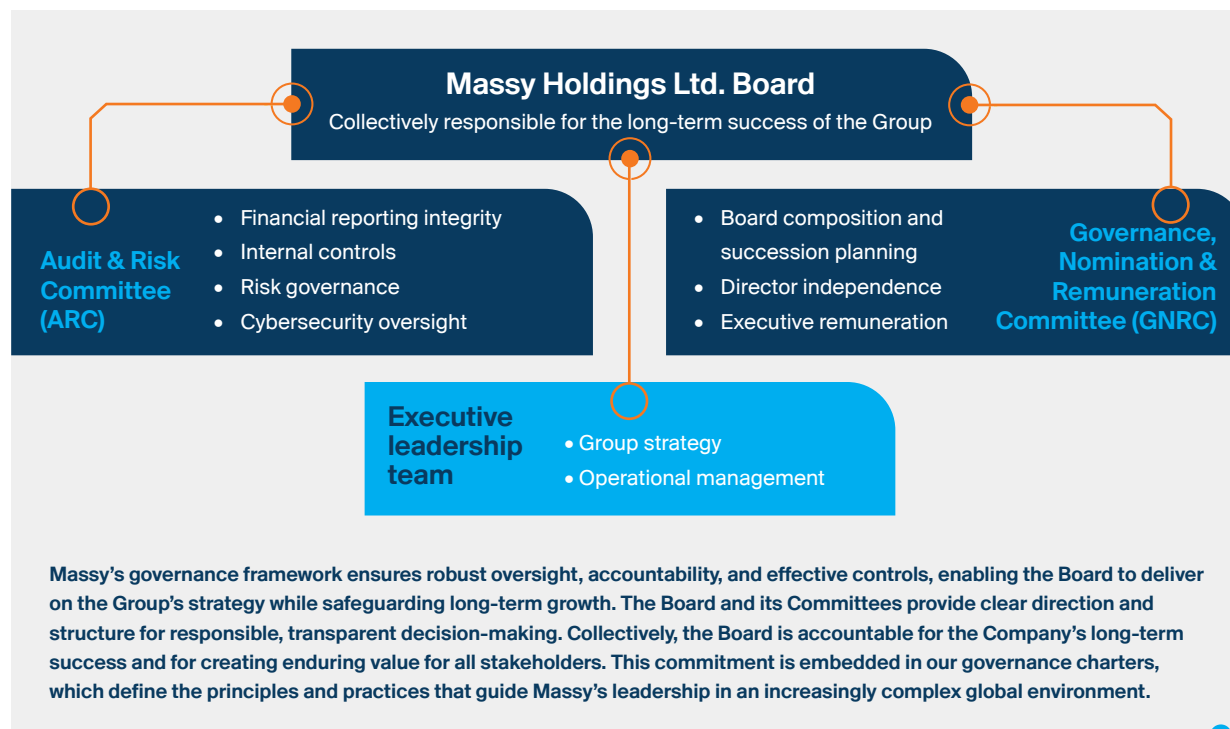 Massy Holdings Ltd. Board
Collectively responsible for the long-term success of the Group
Audit & Risk
Committee
(ARC)
• Financial reporting integrity
• Internal controls
• Risk governance
• Cybersecurity oversight
• Board composition and
succession planning
• Director independence
• Executive remuneration
Governance,
Nomination &
Remuneration
Committee (GNRC)
Executive
leadership
team
• Group strategy
• Operational management
Massy’s governance framework ensures robust oversight, accountability, and effective controls, enabling the Board to deliver
on the Group’s strategy while safeguarding long-term growth. The Board and its Committees provide clear direction and
structure for responsible, transparent decision-making. Collectively, the Board is accountable for the Company’s long-term
success and for creating enduring value for all stakeholders. This commitment is embedded in our governance charters,
which define the principles and practices that guide Massy’s leadership in an increasingly complex global environment.